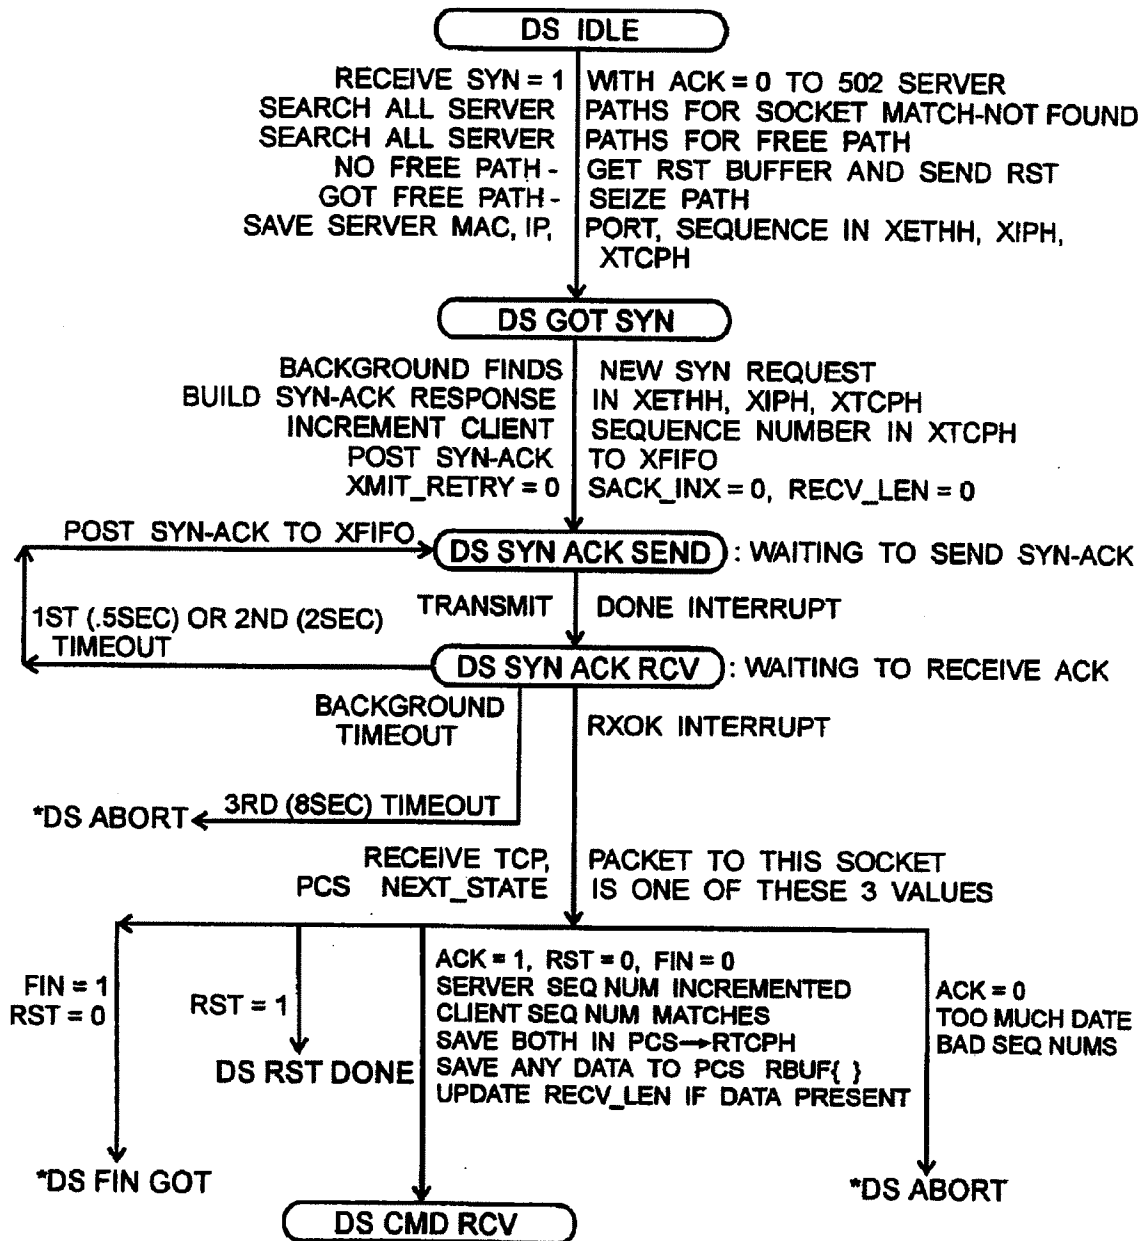 DS IDLE
RECEIVE SYN = 1 WITH ACK = 0 TO 502 SERVER
SEARCH ALL SERVER PATHS FOR SOCKET MATCH-NOT FOUND
SEARCH ALL SERVER PATHS FOR FREE PATH
NO FREE PATH - GET RST BUFFER AND SEND RST
GOT FREE PATH - SEIZE PATH
SAVE SERVER MAC, IP, PORT, SEQUENCE IN XETHH, XIPH,
XTCPH
DS GOT SYN
BACKGROUND FINDS NEW SYN REQUEST
BUILD SYN-ACK RESPONSE IN XETHH, XIPH, XTCPH
INCREMENT CLIENT SEQUENCE NUMBER IN XTCPH
POST SYN-ACK TO XFIFO
XMIT_RETRY = 0 SACK_INX = 0, RECV_LEN = 0
POST SYN-ACK TO XFIFO
DS SYN ACK SEND : WAITING TO SEND SYN-ACK
TRANSMIT DONE INTERRUPT
1ST (.5SEC) OR 2ND (2SEC)
TIMEOUT
DS SYN ACK RCV : WAITING TO RECEIVE ACK
BACKGROUND
TIMEOUT
RXOK INTERRUPT
3RD (8SEC) TIMEOUT
*DS ABORT
RECEIVE TCP, PACKET TO THIS SOCKET
PCS NEXT_STATE IS ONE OF THESE 3 VALUES
FIN = 1
RST = 0
RST = 1
DS RST DONE
ACK = 1, RST = 0, FIN = 0
SERVER SEQ NUM INCREMENTED
CLIENT SEQ NUM MATCHES
SAVE BOTH IN PCS→RTCPH
SAVE ANY DATA TO PCS RBUF{ }
UPDATE RECV_LEN IF DATA PRESENT
ACK = 0
TOO MUCH DATE
BAD SEQ NUMS
*DS FIN GOT
*DS ABORT
DS CMD RCV